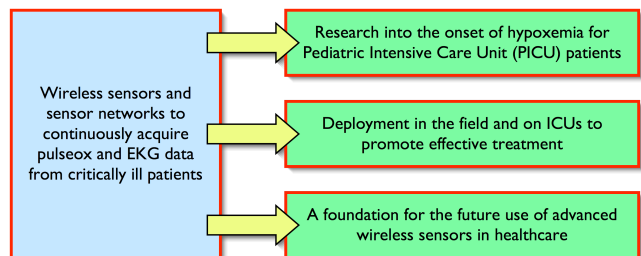 Wireless sensors and
sensor networks to
continuously acquire
pulseox and EKG data
from critically ill patients
Research into the onset of hypoxemia for
Pediatric Intensive Care Unit (PICU) patients
Deployment in the field and on ICUs to
promote effective treatment
A foundation for the future use of advanced
wireless sensors in healthcare